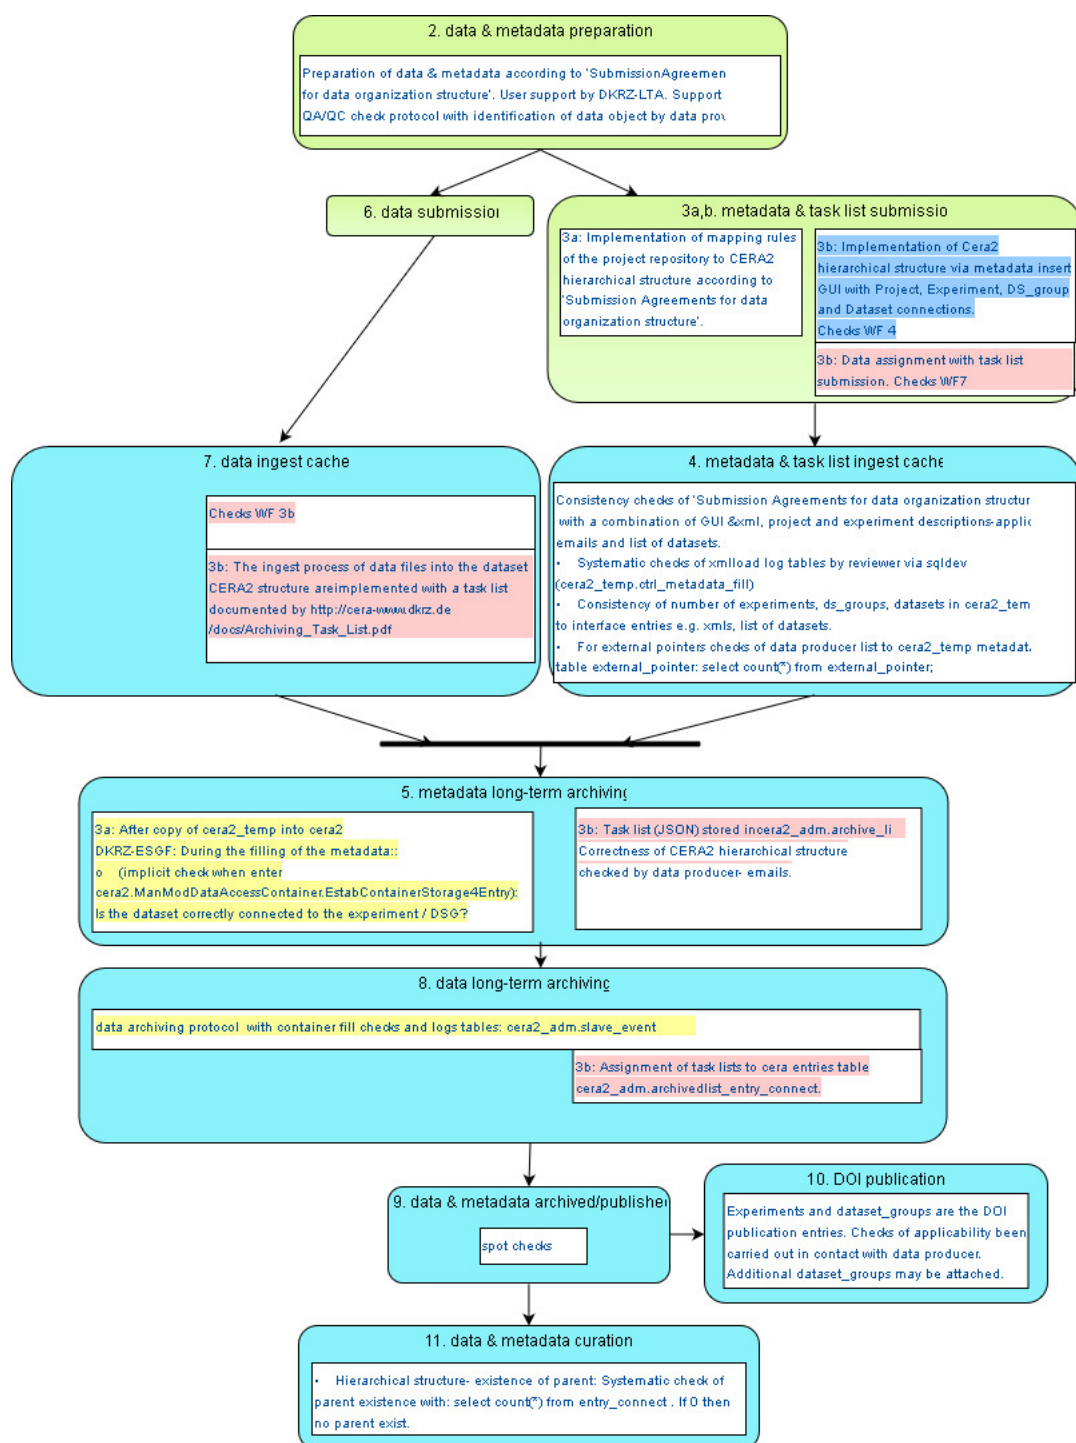 2. data & metadata preparation
Preparation of data & metadata according to 'SubmissionAgreemen
for data organization structure'. User support by DKRZ-LTA. Support
QA/QC check protocol with identification of data object by data prov
6. data submission
3a,b. metadata & task list submissio
3a: Implementation of mapping rules
of the project repository to CERA2
hierarchical structure according to
'Submission Agreements for data
organization structure'.
3b: Implementation of Cera2
hierarchical structure via metadata insert
GUI with Project, Experiment, DS_group
and Dataset connections.
Checks WF 4
3b: Data assignment with task list
submission. Checks WF7
7. data ingest cache
Checks WF 3b
3b: The ingest process of data files into the dataset
CERA2 structure areimplemented with a task list
documented by http://cera-www.dkrz.de
/docs/Archiving_Task_List.pdf
4. metadata & task list ingest cache
Consistency checks of 'Submission Agreements for data organization structur
with a combination of GUI &xml, project and experiment descriptions-applic
emails and list of datasets.
• Systematic checks of xmlload log tables by reviewer via sqldev
(cera2_temp.ctrl_metadata_fill)
• Consistency of number of experiments, ds_groups, datasets in cera2_tem
to interface entries e.g. xmls, list of datasets.
• For external pointers checks of data producer list to cera2_temp metadat
table external_pointer: select count(*) from external_pointer;
5. metadata long-term archiving
3a: After copy of cera2_temp into cera2
DKRZ-ESGF: During the filling of the metadata::
o (implicit check when enter
cera2.ManModDataAccessContainer.EstabContainerStorage4Entry):
Is the dataset correctly connected to the experiment / DSG?
3b: Task list (JSON) stored incera2_adm.archive_li
Correctness of CERA2 hierarchical structure
checked by data producer- emails.
8. data long-term archiving
data archiving protocol with container fill checks and logs tables: cera2_adm.slave_event
3b: Assignment of task lists to cera entries table
cera2_adm.archivedlist_entry_connect.
9. data & metadata archived/publishe
spot checks
10. DOI publication
Experiments and dataset_groups are the DOI
publication entries. Checks of applicability been
carried out in contact with data producer.
Additional dataset_groups may be attached.
11. data & metadata curation
• Hierarchical structure- existence of parent: Systematic check of
parent existence with: select count(*) from entry_connect . If 0 then
no parent exist.